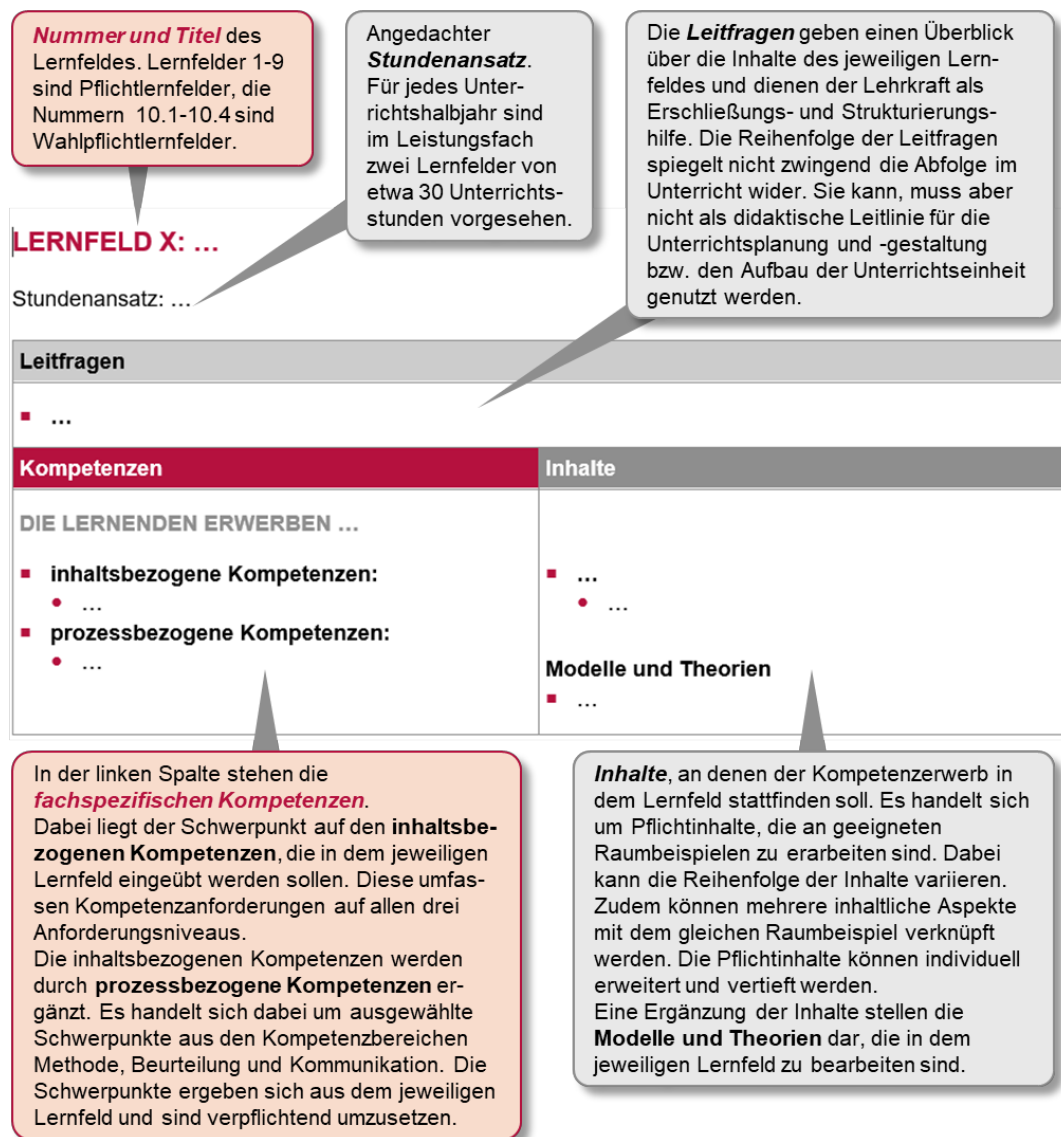 Nummer und Titel des
Lernfeldes. Lernfelder 1-9
sind Pflichtlernfelder, die
Nummern 10.1-10.4 sind
Wahlpflichtlernfelder.
Angedachter
Stundenansatz.
Für jedes Unter-
richtshalbjahr sind
im Leistungsfach
zwei Lernfelder von
etwa 30 Unterrichts-
stunden vorgesehen.
Die Leitfragen geben einen Überblick
über die Inhalte des jeweiligen Lern-
feldes und dienen der Lehrkraft als
Erschließungs- und Strukturierungs-
hilfe. Die Reihenfolge der Leitfragen
spiegelt nicht zwingend die Abfolge im
Unterricht wider. Sie kann, muss aber
nicht als didaktische Leitlinie für die
Unterrichtsplanung und -gestaltung
bzw. den Aufbau der Unterrichtseinheit
genutzt werden.
LERNFELD X: …
Stundenansatz: …
Leitfragen
▪ …
Kompetenzen
Inhalte
DIE LERNENDEN ERWERBEN …
▪ inhaltsbezogene Kompetenzen:
• …
▪ prozessbezogene Kompetenzen:
• …
▪ …
• …
Modelle und Theorien
▪ …
In der linken Spalte stehen die
fachspezifischen Kompetenzen.
Dabei liegt der Schwerpunkt auf den inhaltsbe-
zogenen Kompetenzen, die in dem jeweiligen
Lernfeld eingeübt werden sollen. Diese umfas-
sen Kompetenzanforderungen auf allen drei
Anforderungsniveaus.
Die inhaltsbezogenen Kompetenzen werden
durch prozessbezogene Kompetenzen er-
gänzt. Es handelt sich dabei um ausgewählte
Schwerpunkte aus den Kompetenzbereichen
Methode, Beurteilung und Kommunikation. Die
Schwerpunkte ergeben sich aus dem jeweiligen
Lernfeld und sind verpflichtend umzusetzen.
Inhalte, an denen der Kompetenzerwerb in
dem Lernfeld stattfinden soll. Es handelt sich
um Pflichtinhalte, die an geeigneten
Raumbeispielen zu erarbeiten sind. Dabei
kann die Reihenfolge der Inhalte variieren.
Zudem können mehrere inhaltliche Aspekte
mit dem gleichen Raumbeispiel verknüpft
werden. Die Pflichtinhalte können individuell
erweitert und vertieft werden.
Eine Ergänzung der Inhalte stellen die
Modelle und Theorien dar, die in dem
jeweiligen Lernfeld zu bearbeiten sind.